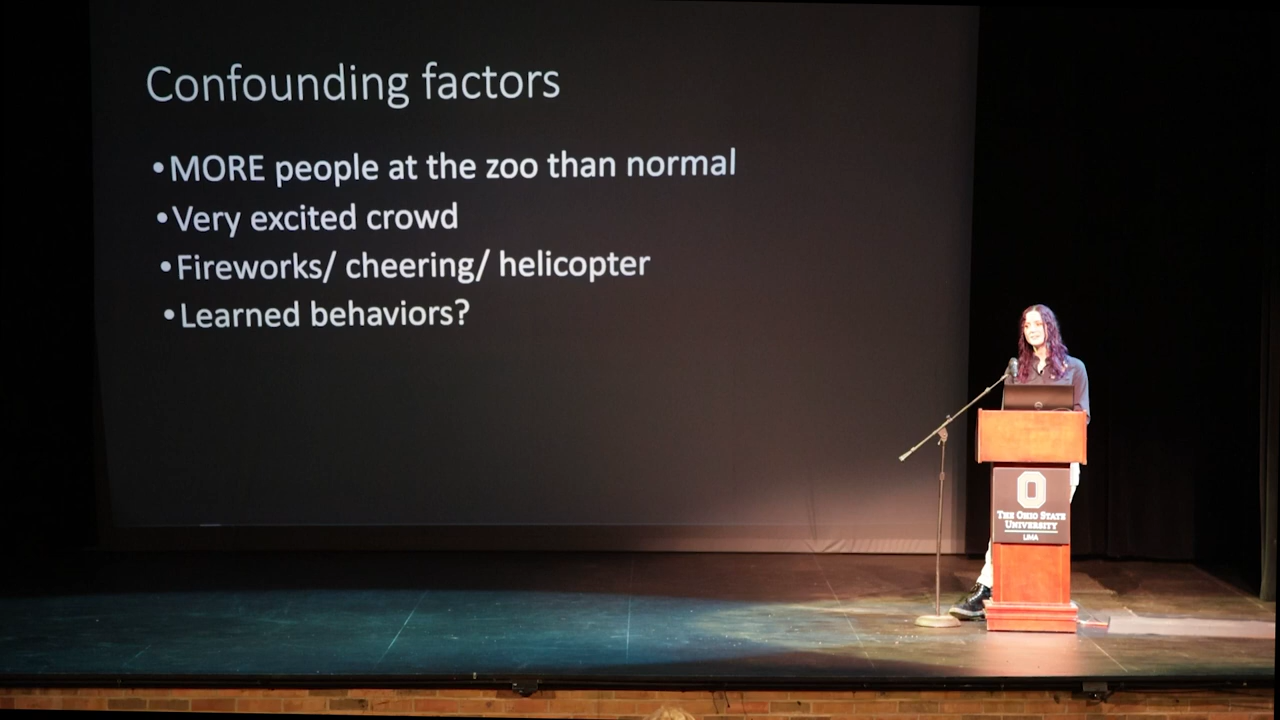 Confounding factors
•MORE people at the zoo than normal
•Very excited crowd
•Fireworks/ cheering/ helicopter
•Learned behaviors?
O
THE OHIO STATE
UNIVERSITY
LIMA